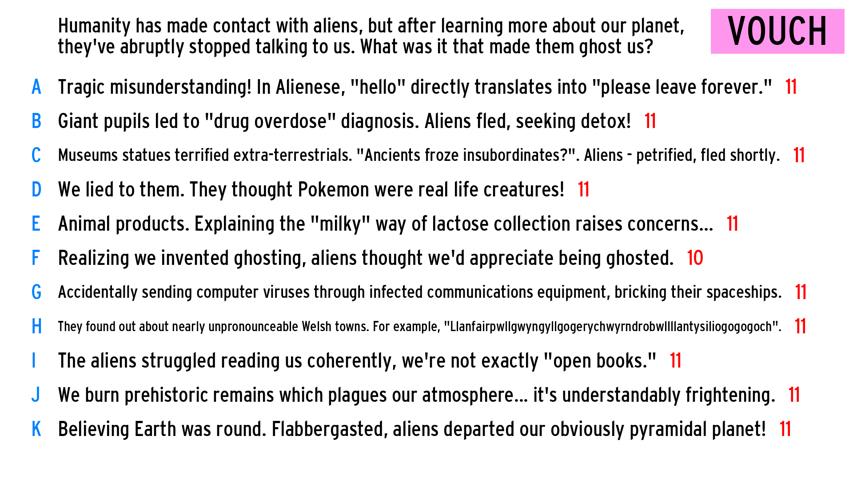 Humanity has made contact with aliens, but after learning more about our planet,
they've abruptly stopped talking to us. What was it that made them ghost us?
VOUCH
A Tragic misunderstanding! In Alienese, "hello" directly translates into "please leave forever." 11
B Giant pupils led to "drug overdose" diagnosis. Aliens fled, seeking detox! 11
C Museums statues terrified extra-terrestrials. "Ancients froze insubordinates?". Aliens - petrified, fled shortly. 11
D We lied to them. They thought Pokemon were real life creatures! 11
E Animal products. Explaining the "milky" way of lactose collection raises concerns... 11
F Realizing we invented ghosting, aliens thought we'd appreciate being ghosted. 10
G Accidentally sending computer viruses through infected communications equipment, bricking their spaceships. 11
H They found out about nearly unpronounceable Welsh towns. For example, "Llanfairpwllgwyngyllgogerychwyrndrobwllllantysiliogogogoch". 11
I The aliens struggled reading us coherently, we're not exactly "open books." 11
J We burn prehistoric remains which plagues our atmosphere... it's understandably frightening. 11
K Believing Earth was round. Flabbergasted, aliens departed our obviously pyramidal planet! 11